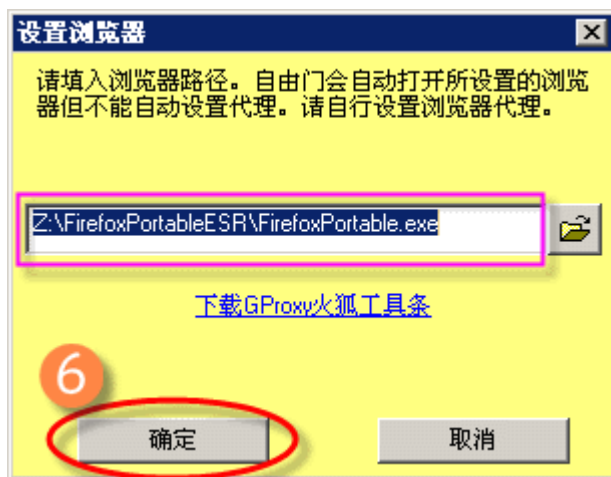 设置浏览器
请填入浏览器路径。自由门会自动打开所设置的浏览
器但不能自动设置代理。请自行设置浏览器代理。
Z:\FirefoxPortableESR\FirefoxPortable.exe
下载GProxy火狐工具条
6
确定
取消